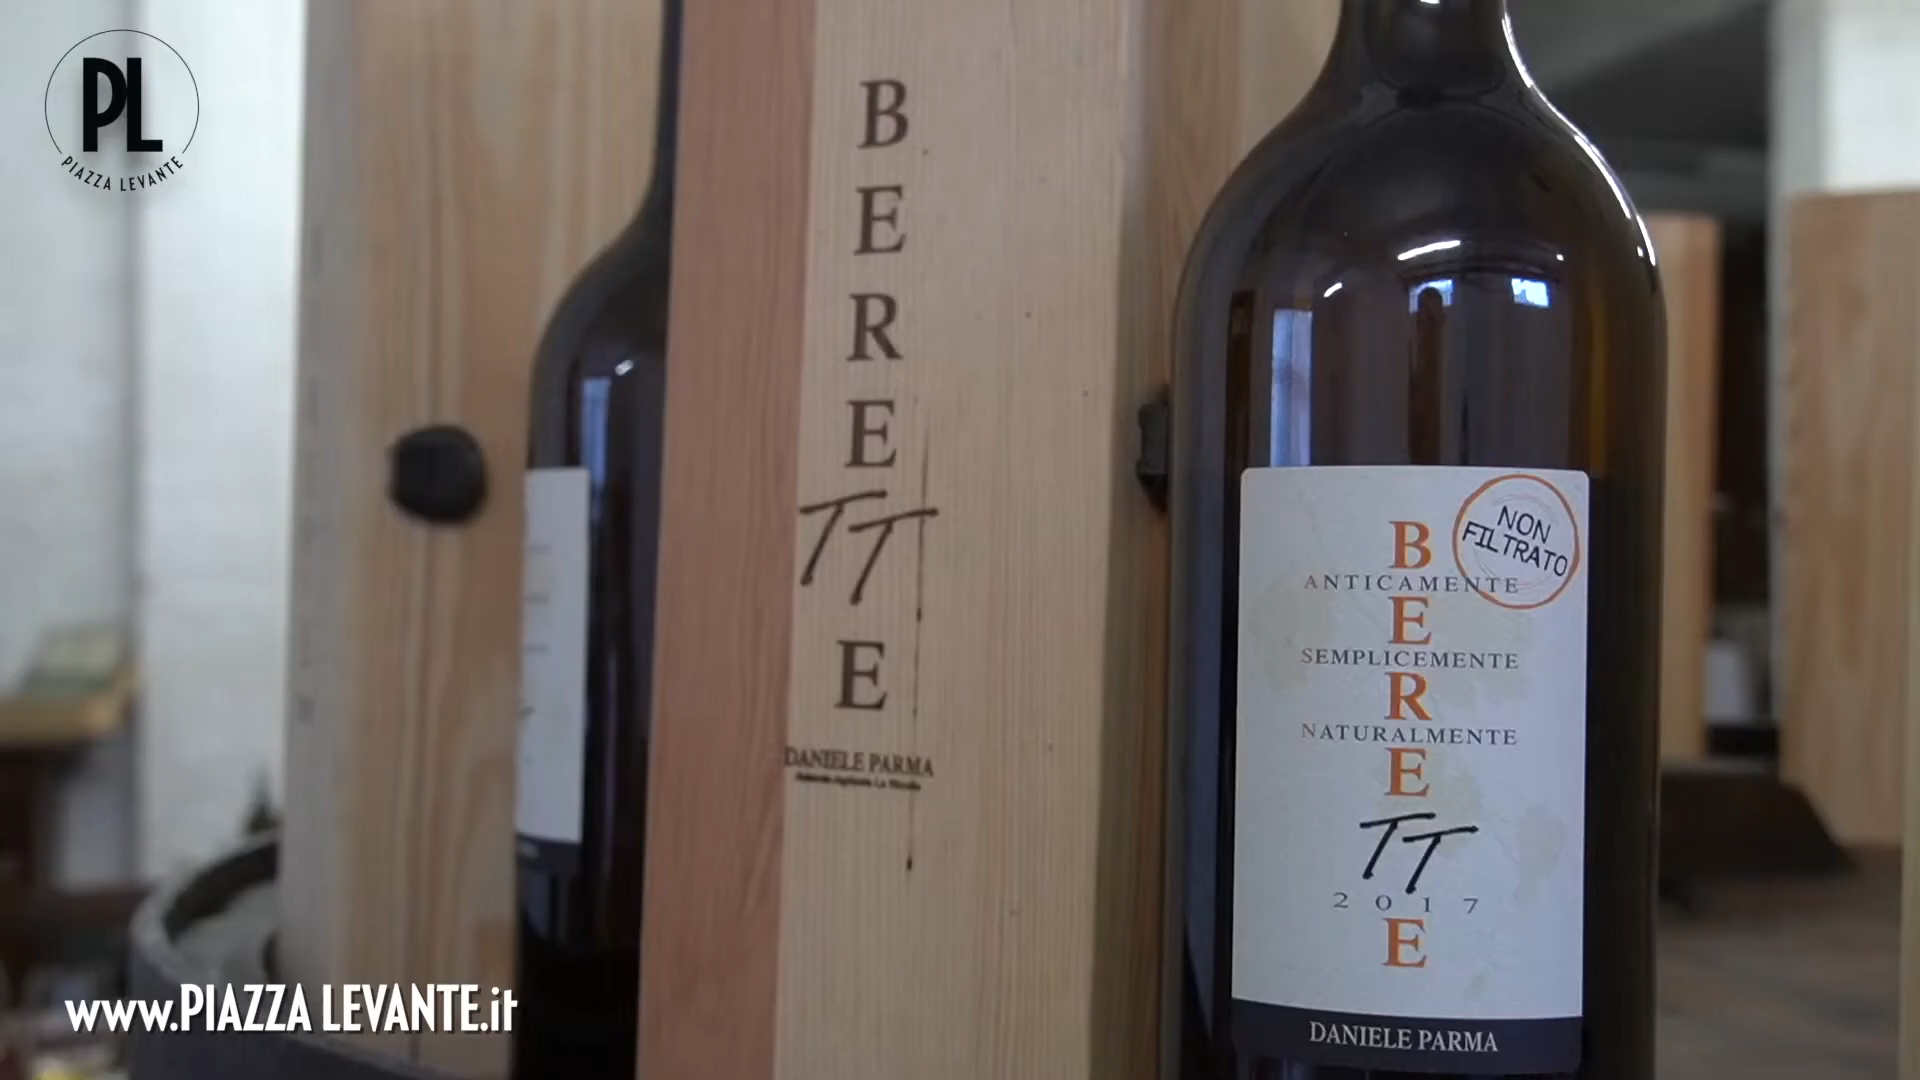 PL
PIAZZA LEVANTE
B
E
R
E
TT
E
DANIELE PARMA
NON
FILTRATO
B
ANTICAMENTE
E
SEMPLICEMENTE
R
NATURALMENTE
E
TT
2017
E
DANIELE PARMA
www.PIAZZA LEVANTE.it